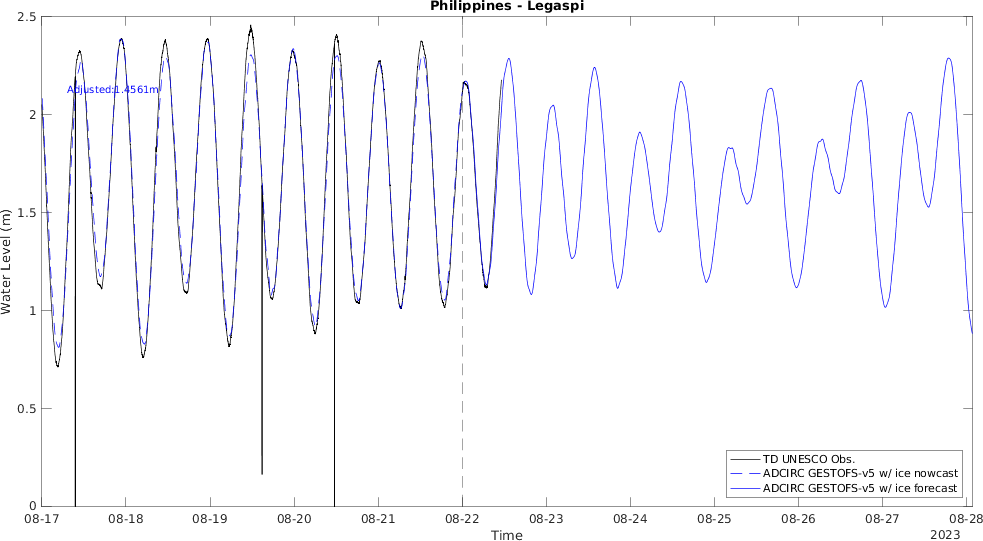 Philippines - Legaspi
2.5
Adjusted:1.4561m
2
1.5
Water Level (m)
1
0.5
TD UNESCO Obs.
ADCIRC GESTOFS-v5 w/ ice nowcast
ADCIRC GESTOFS-v5 w/ ice forecast
0
08-17 08-18 08-19 08-20 08-21 08-22 08-23 08-24 08-25 08-26 08-27 08-28
Time
2023